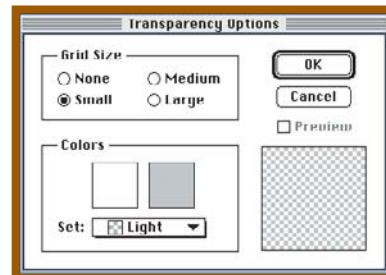 Transparency Options
Grid Size
None
Medium
Small
Large
OK
Cancel
Preview
Colors
Set: Light